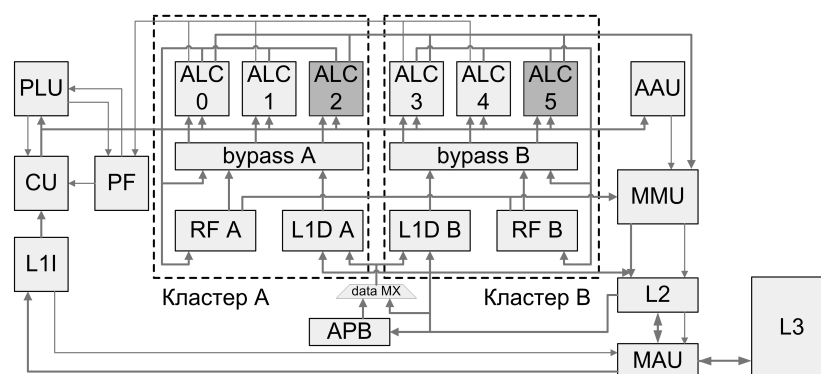 PLU
ALC
0
ALC
1
ALC
2
ALC
3
ALC
4
ALC
5
AAU
bypass A
bypass B
CU
PF
MMU
RF A
L1D A
L1D B
RF B
L1I
Кластер A
data MX
Кластер B
L2
L3
APB
MAU